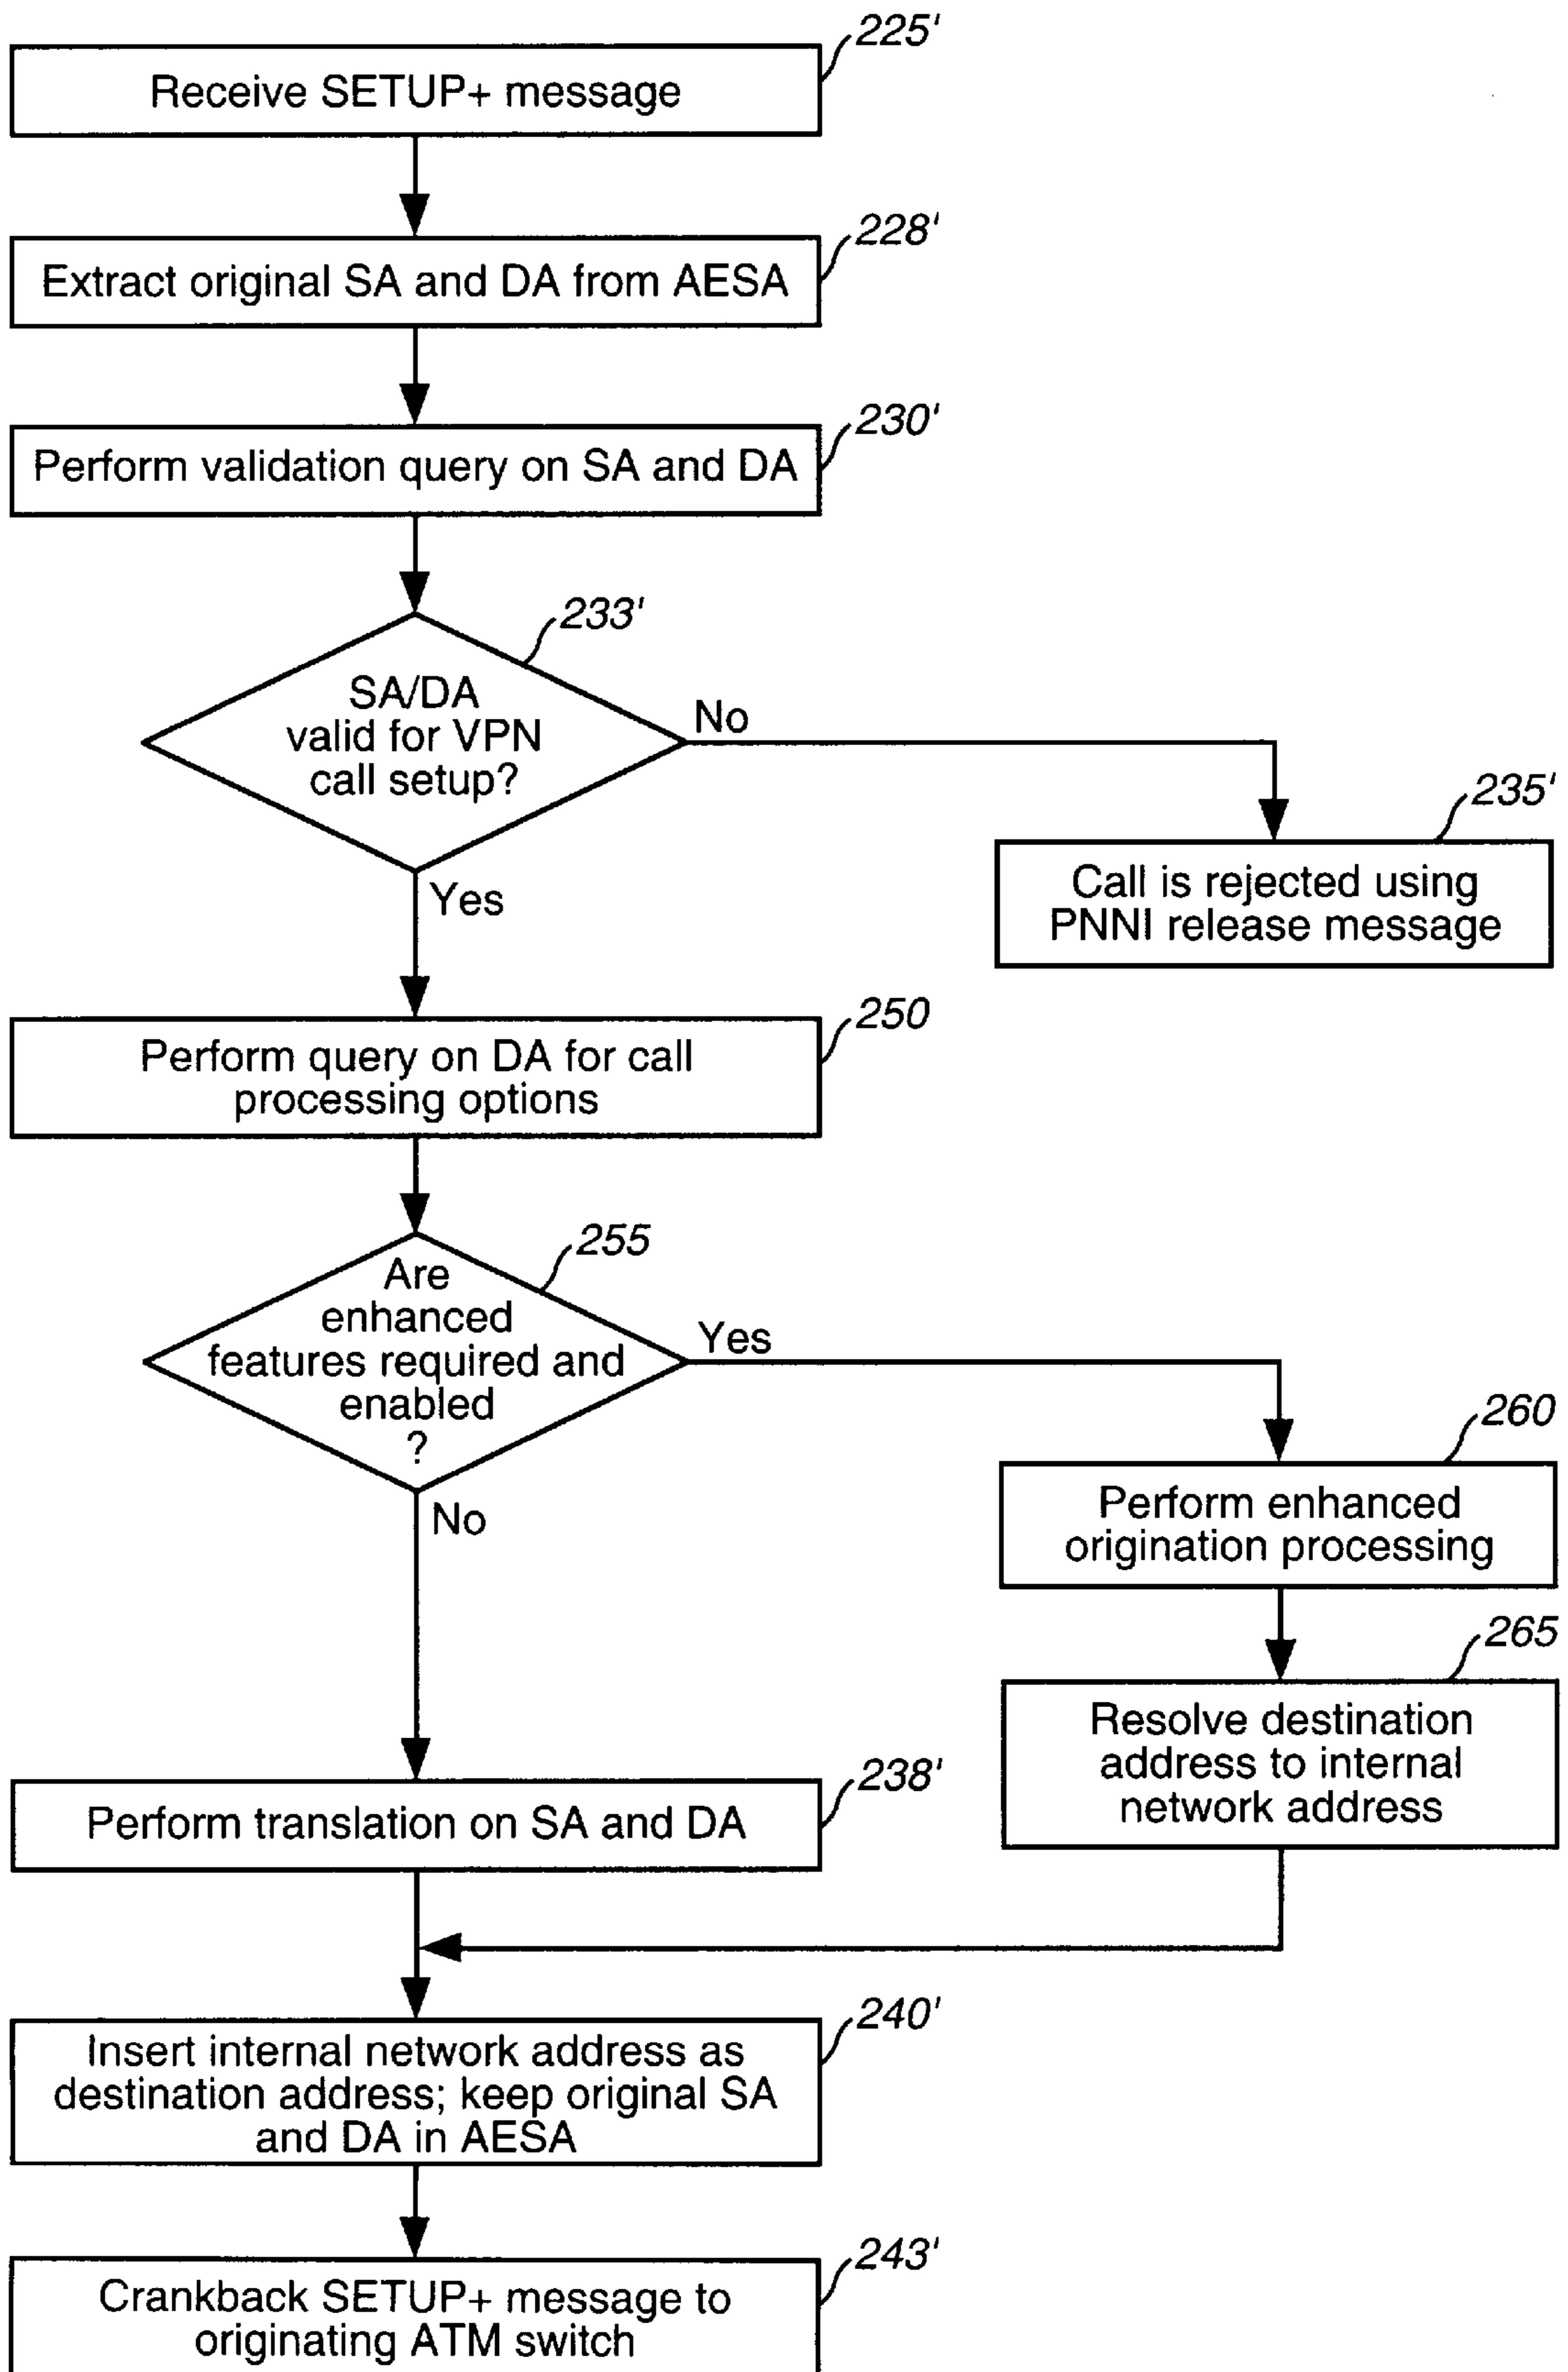 225'
Receive SETUP+ message
228'
Extract original SA and DA from AESA
230'
Perform validation query on SA and DA
233'
SA/DA
valid for VPN
call setup?
No
235'
Call is rejected using
PNNI release message
Yes
250
Perform query on DA for call
processing options
255
Are
enhanced
features required and
enabled
?
Yes
260
Perform enhanced
origination processing
No
265
Resolve destination
address to internal
network address
238'
Perform translation on SA and DA
240'
Insert internal network address as
destination address; keep original SA
and DA in AESA
243'
Crankback SETUP+ message to
originating ATM switch